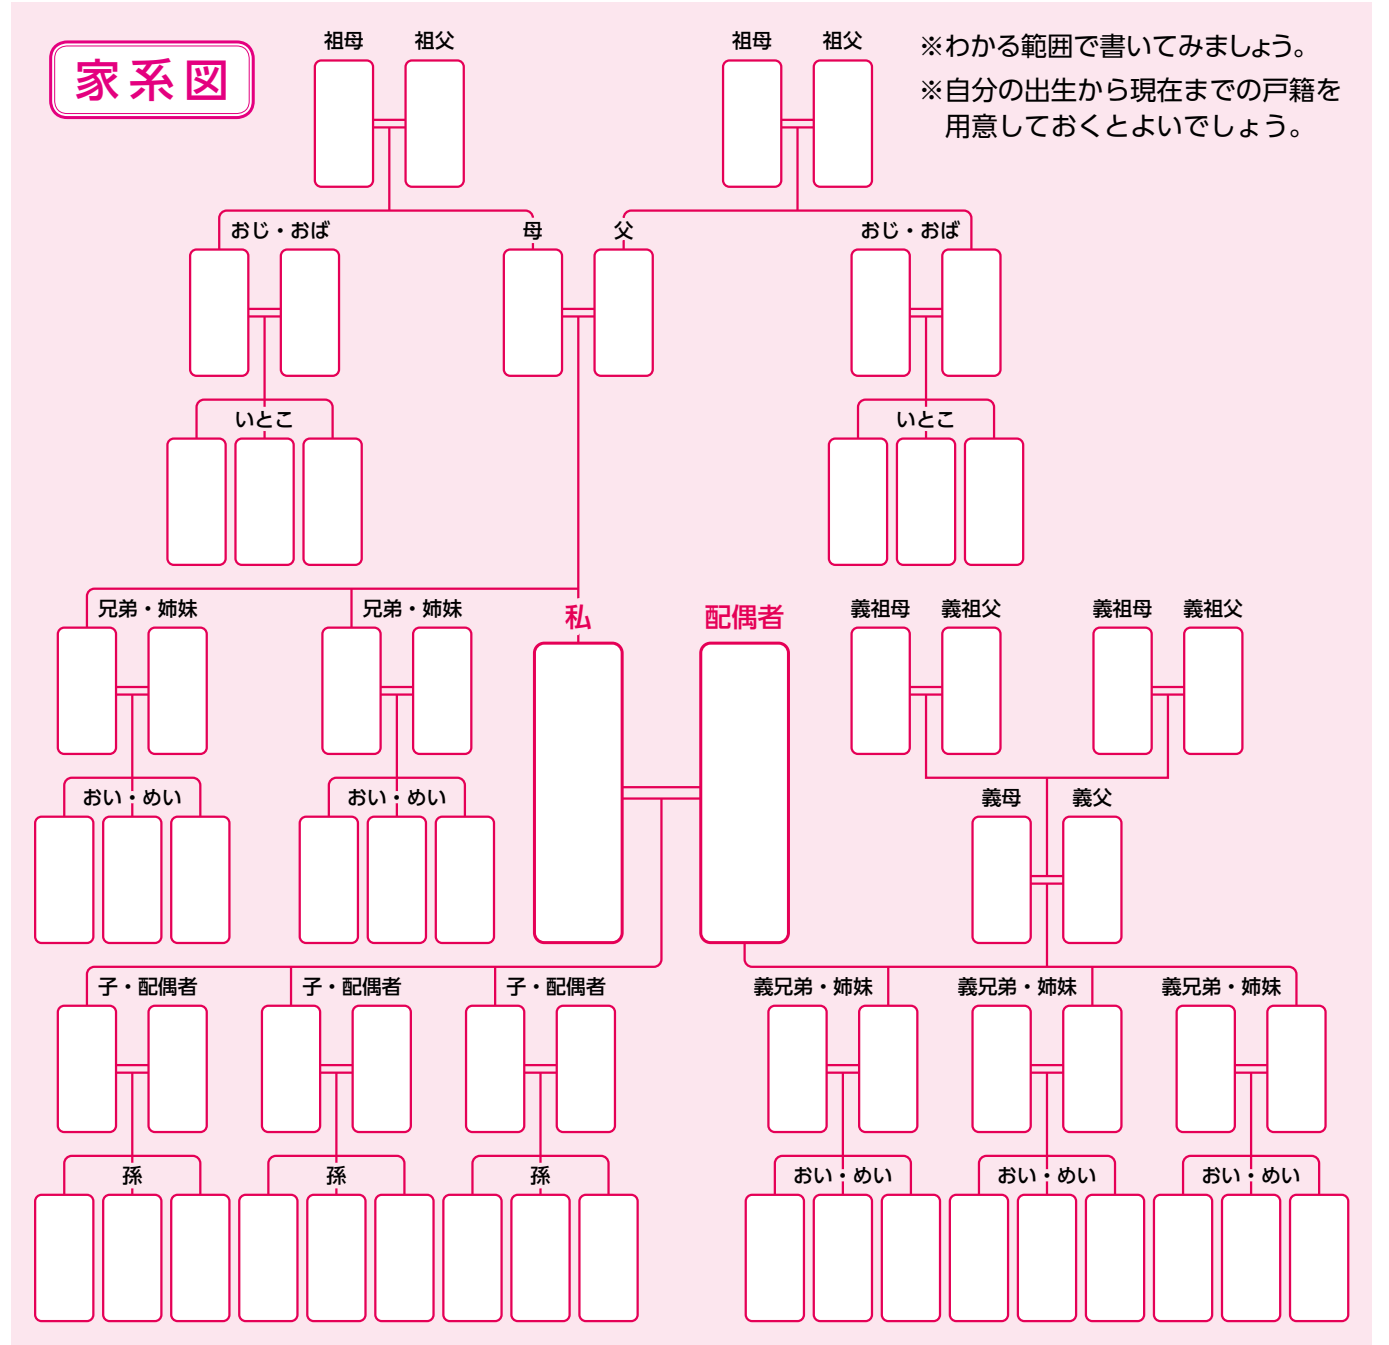 家系図
※わかる範囲で書いてみましょう。
※自分の出生から現在までの戸籍を
用意しておくとよいでしょう。
祖母 祖父 祖母 祖父
おじ・おば 母 父 おじ・おば
いとこ いとこ
兄弟・姉妹 兄弟・姉妹 私 配偶者 義祖母 義祖父 義祖母 義祖父
おい・めい おい・めい 義母 義父
子・配偶者 子・配偶者 子・配偶者 義兄弟・姉妹 義兄弟・姉妹 義兄弟・姉妹
孫 孫 孫 おい・めい おい・めい おい・めい